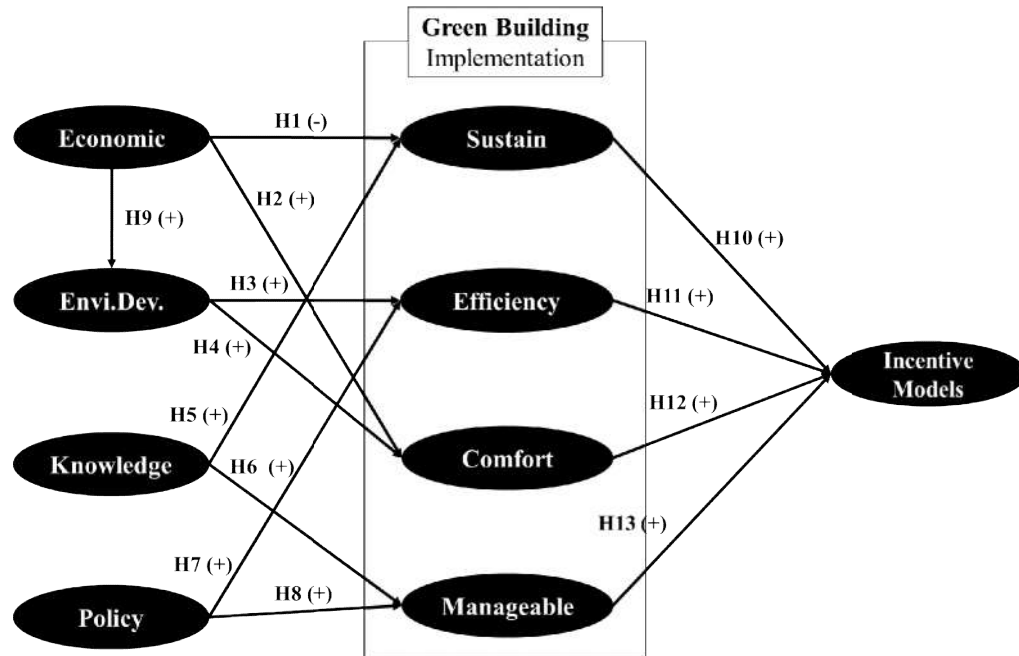 Green Building
Implementation
Economic
H1 (-)
Sustain
H2 (+)
H9 (+)
H10 (+)
Envi.Dev.
H3 (+)
Efficiency
H11 (+)
H4 (+)
Incentive
Models
H5 (+)
H12 (+)
Knowledge
H6 (+)
Comfort
H13 (+)
H7 (+)
H8 (+)
Policy
Manageable